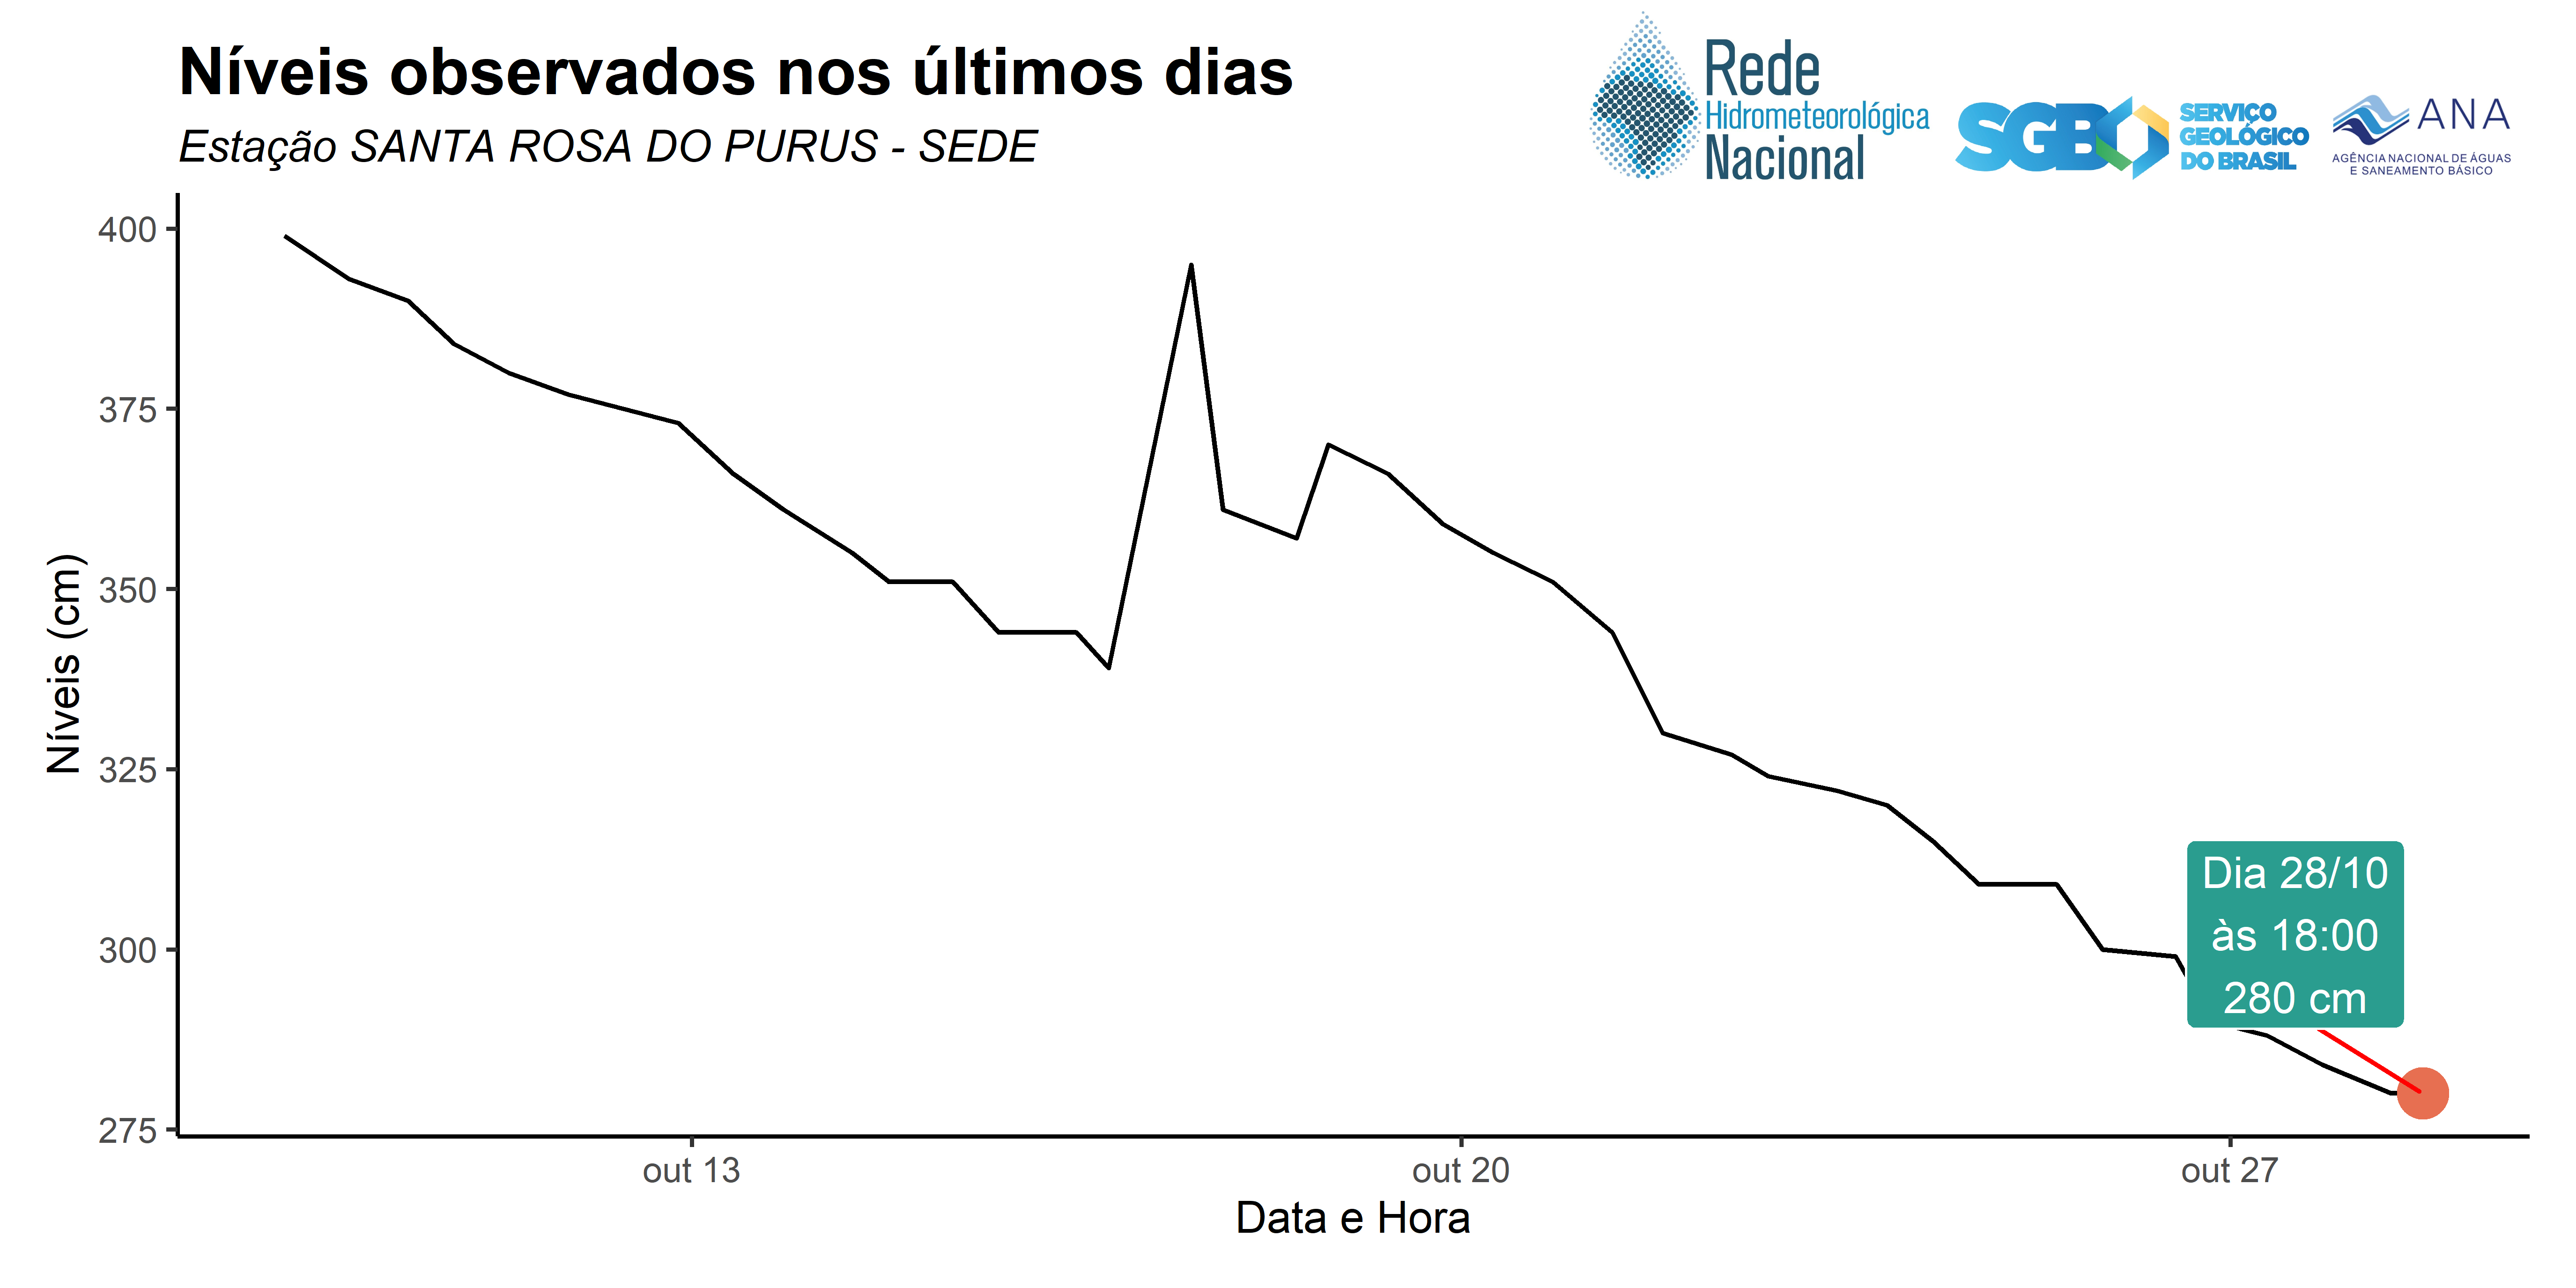 Níveis observados nos últimos dias
Estação SANTA ROSA DO PURUS - SEDE
Rede
Hidrometeorológica
Nacional
SGB
SERVIÇO
GEOLÓGICO
DO BRASIL
ANA
AGÊNCIA NACIONAL DE ÁGUAS
E SANEAMENTO BÁSICO
Níveis (cm)
400
375
350
325
300
275
Dia 28/10
às 18:00
280 cm
out 13
out 20
out 27
Data e Hora